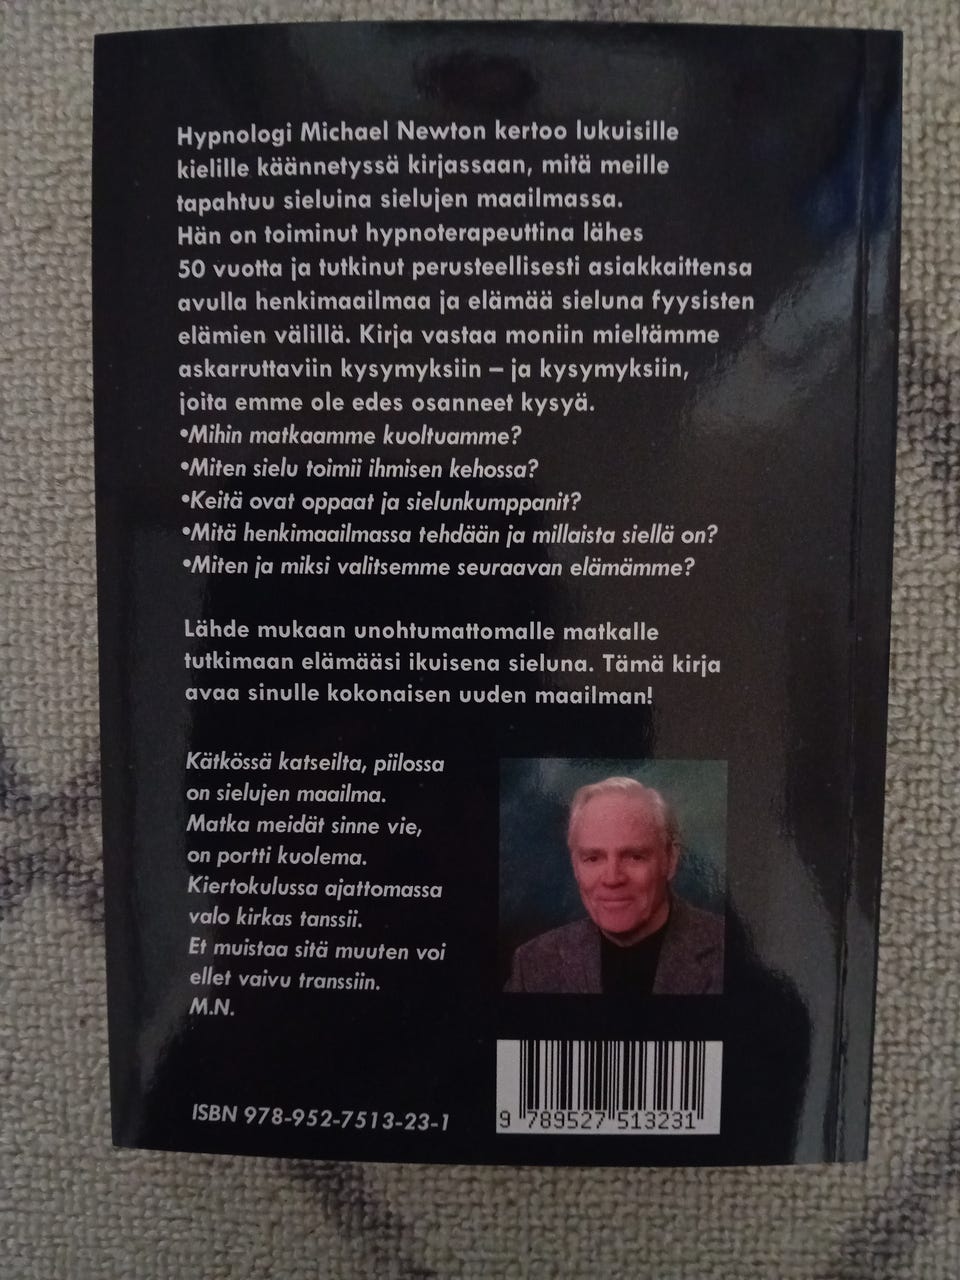 Hypnologi Michael Newton kertoo lukuisille
kielille käännetyssä kirjassaan, mitä meille
tapahtuu sieluina sielujen maailmassa.
Hän on toiminut hypnoterapeuttina lähes
50 vuotta ja tutkinut perusteellisesti asiakkaittensa
avulla henkimaailmaa ja elämää sieluna fyysisten
elämien välillä. Kirja vastaa moniin mieltämme
askarruttaviin kysymyksiin – ja kysymyksiin,
joita emme ole edes osanneet kysyä.
•Mihin matkaamme kuoltuamme?
•Miten sielu toimii ihmisen kehossa?
•Keitä ovat oppaat ja sielunkumppanit?
•Mitä henkimaailmassa tehdään ja millaista siellä on?
•Miten ja miksi valitsemme seuraavan elämämme?
Lähde mukaan unohtumattomalle matkalle
tutkimaan elämääsi ikuisena sieluna. Tämä kirja
avaa sinulle kokonaisen uuden maailman!
Kätkössä katseilta, piilossa
on sielujen maailma.
Matka meidät sinne vie,
on portti kuolema.
Kiertokulussa ajattomassa
valo kirkas tanssii.
Et muistaa sitä muuten voi
ellet vaivu transsiin.
M.N.
ISBN 978-952-7513-23-1
9 789527 513231